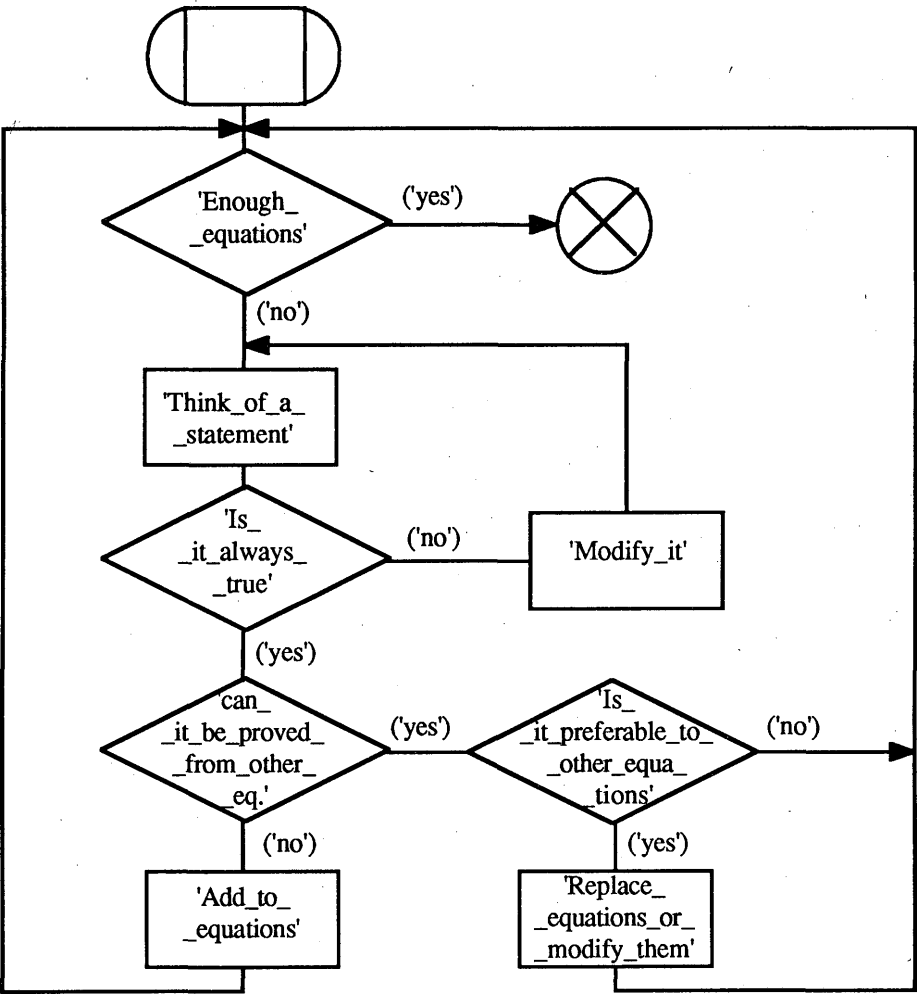 'Enough_
_equations'
('yes')
('no')
'Think_of_a_
_statement'
'Is_
_it_always_
_true'
('no')
'Modify_it'
('yes')
'can_
_it_be_proved_
_from_other_
_eq.'
('yes')
'Is_
_it_preferable_to_
_other_equa_
_tions'
('no')
('no')
('yes')
'Add_to_
_equations'
'Replace_
_equations_or_
_modify_them'